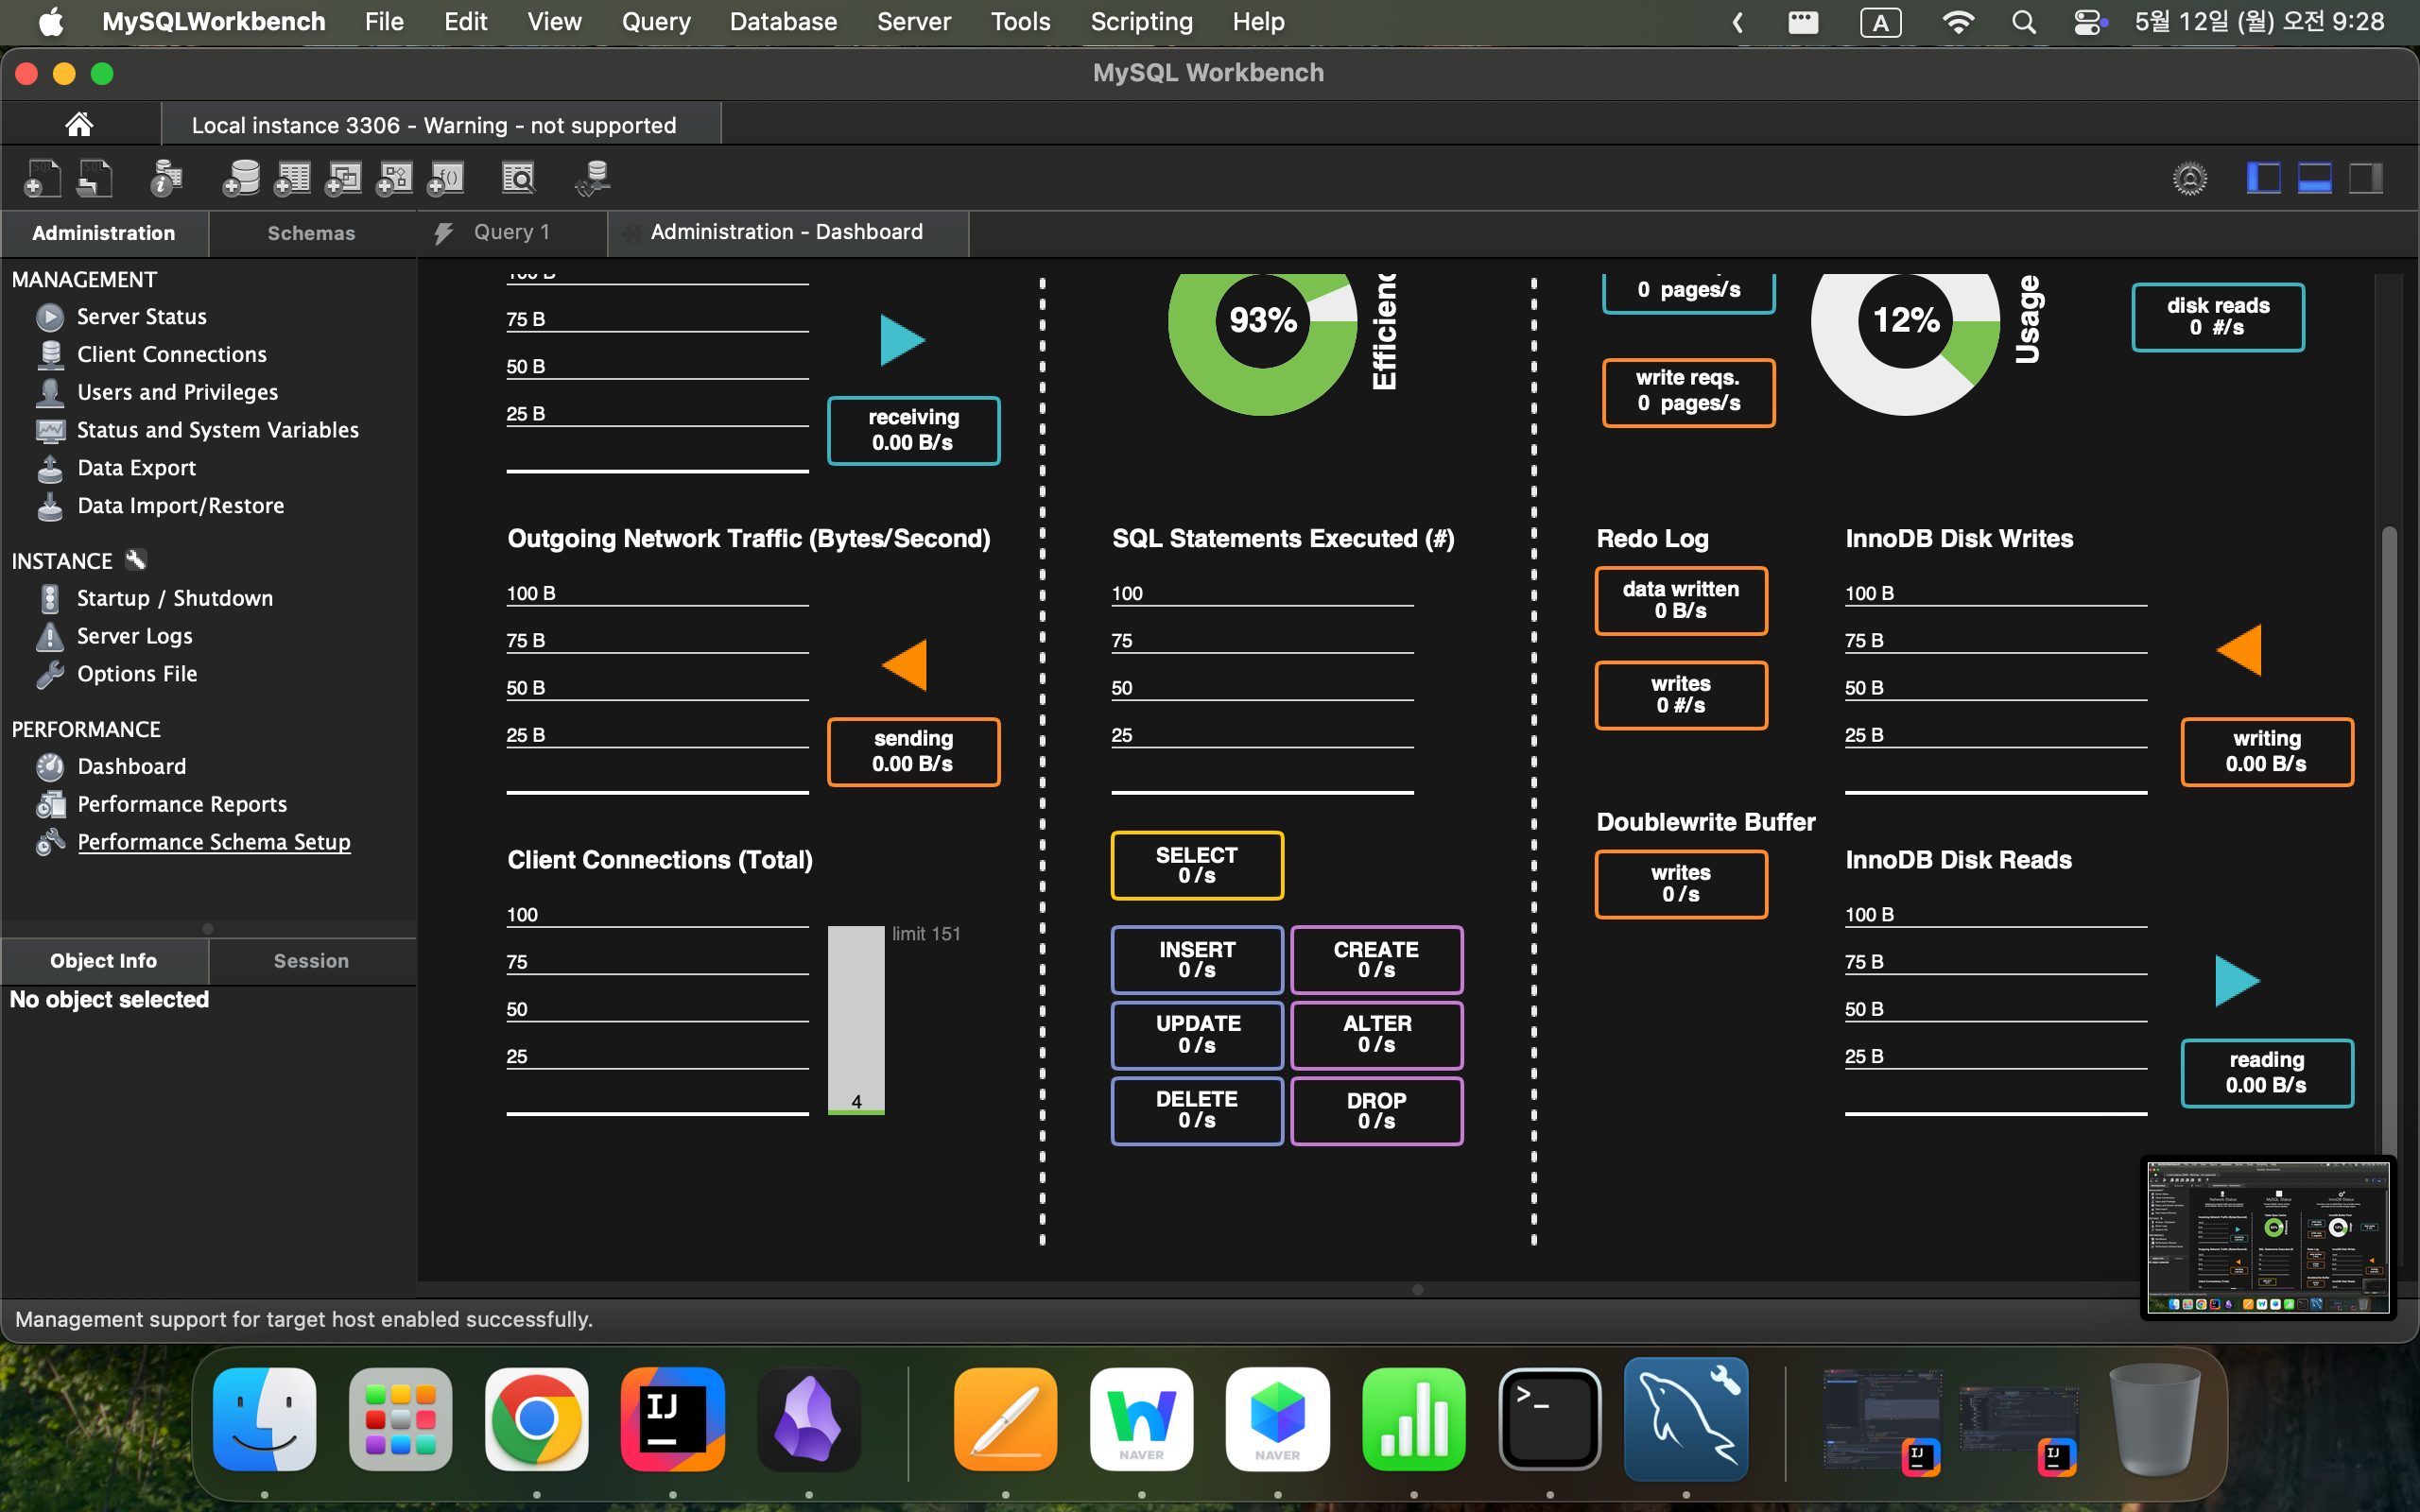 MySQLWorkbench File Edit View Query Database Server Tools Scripting Help A 5월 12일 (월) 오전 9:28
MySQL Workbench
Local instance 3306 - Warning - not supported
Administration Schemas Query 1 Administration - Dashboard
MANAGEMENT
Server Status
Client Connections
Users and Privileges
Status and System Variables
Data Export
Data Import/Restore
INSTANCE
Startup / Shutdown
Server Logs
Options File
PERFORMANCE
Dashboard
Performance Reports
Performance Schema Setup
Object Info Session
No object selected
100 B
75 B
50 B
25 B
receiving
0.00 B/s
Outgoing Network Traffic (Bytes/Second)
100 B
75 B
50 B
25 B
sending
0.00 B/s
Client Connections (Total)
100
75
50
25
limit 151
4
93%
SQL Statements Executed (#)
100
75
50
25
SELECT
0 /s
INSERT
0 /s
CREATE
0 /s
UPDATE
0 /s
ALTER
0 /s
DELETE
0 /s
DROP
0 /s
0 pages/s
write reqs.
0 pages/s
12%
Usage
disk reads
0 #/s
Redo Log
data written
0 B/s
writes
0 #/s
Doublewrite Buffer
writes
0 /s
InnoDB Disk Writes
100 B
75 B
50 B
25 B
writing
0.00 B/s
InnoDB Disk Reads
100 B
75 B
50 B
25 B
reading
0.00 B/s
Management support for target host enabled successfully.
IJ
NAVER
NAVER
>_
IJ
IJ